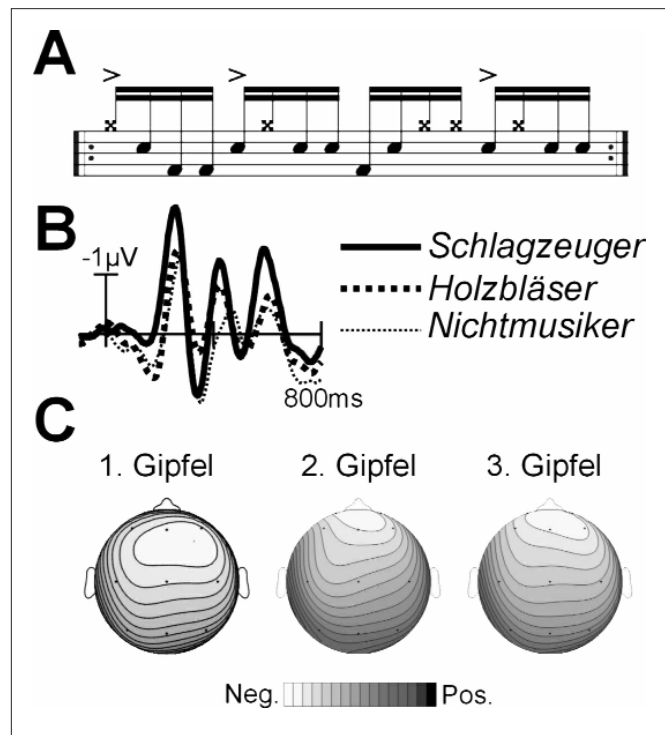 A
> > >
B
-1µV
Schlagzeuger
Holzbläser
Nichtmusiker
800ms
C
1. Gipfel 2. Gipfel 3. Gipfel
Neg. Pos.